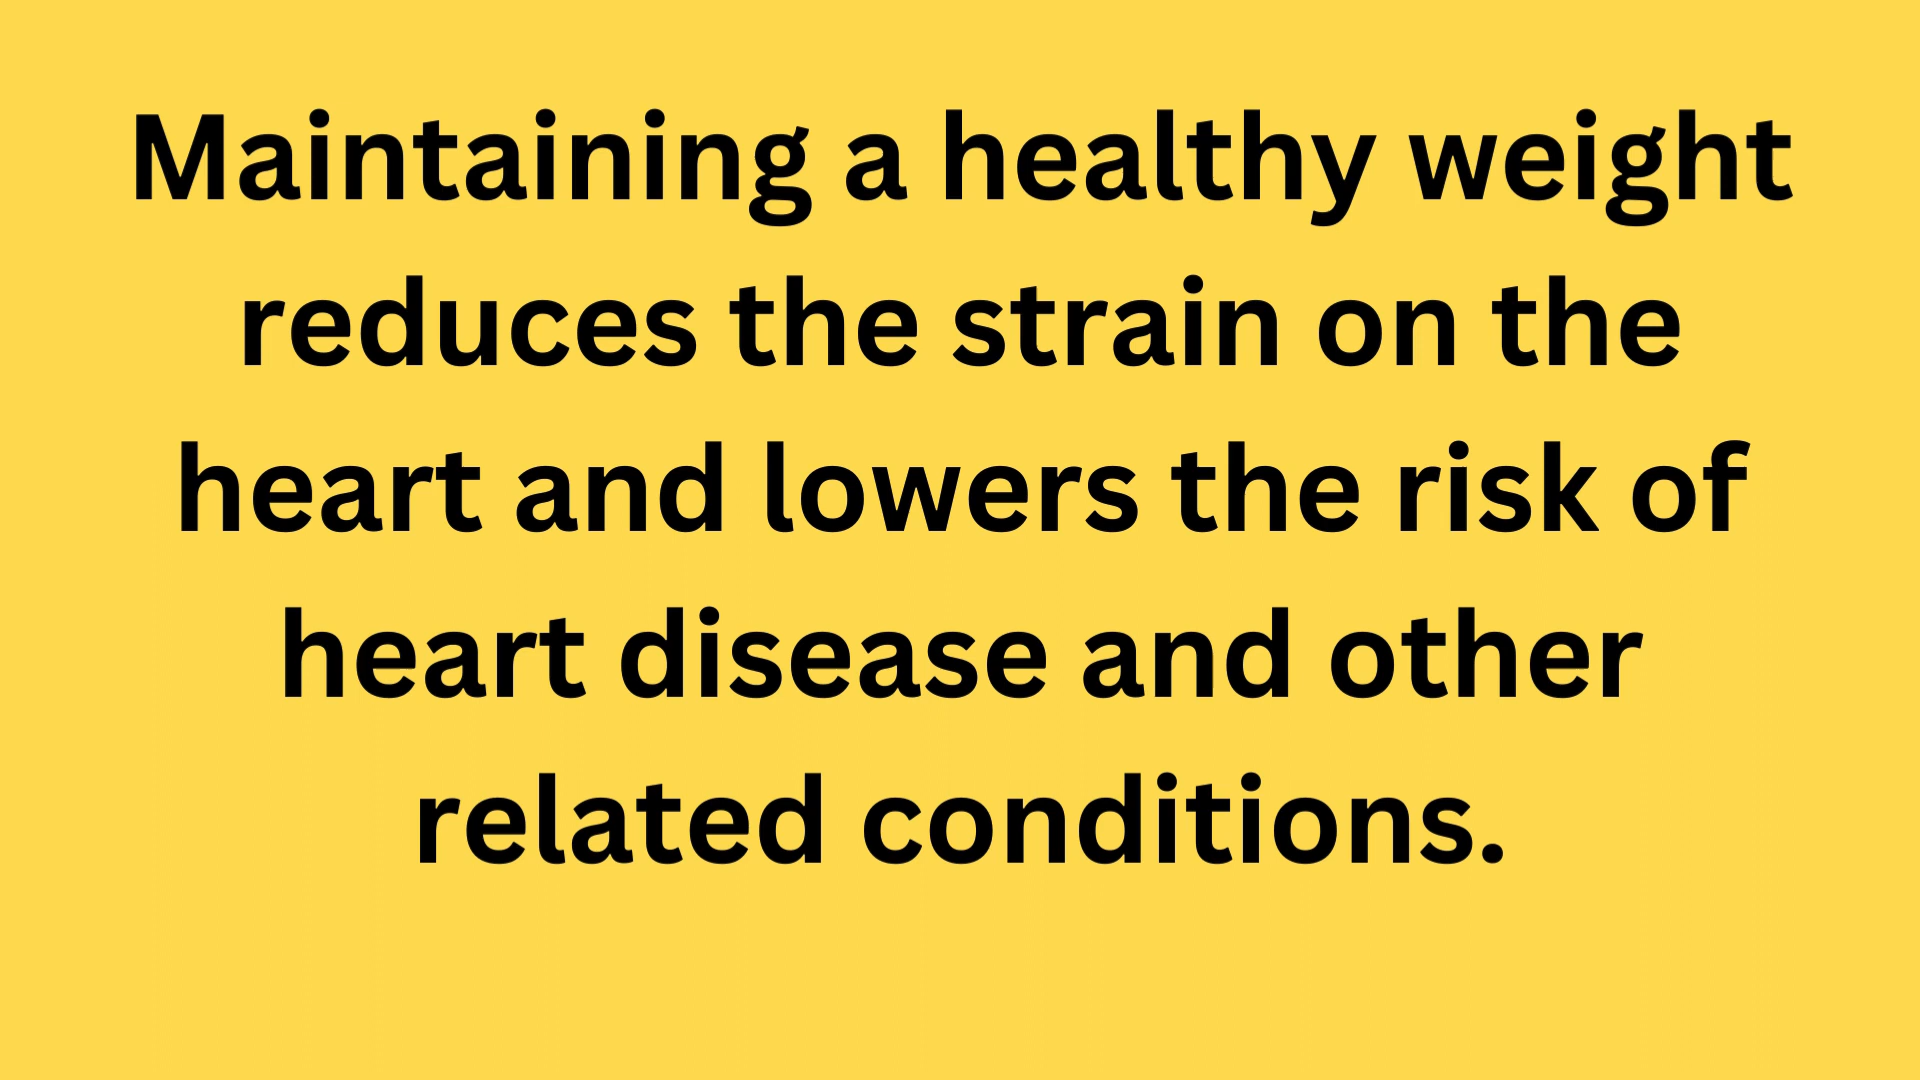 Maintaining a healthy weight
reduces the strain on the
heart and lowers the risk of
heart disease and other
related conditions.